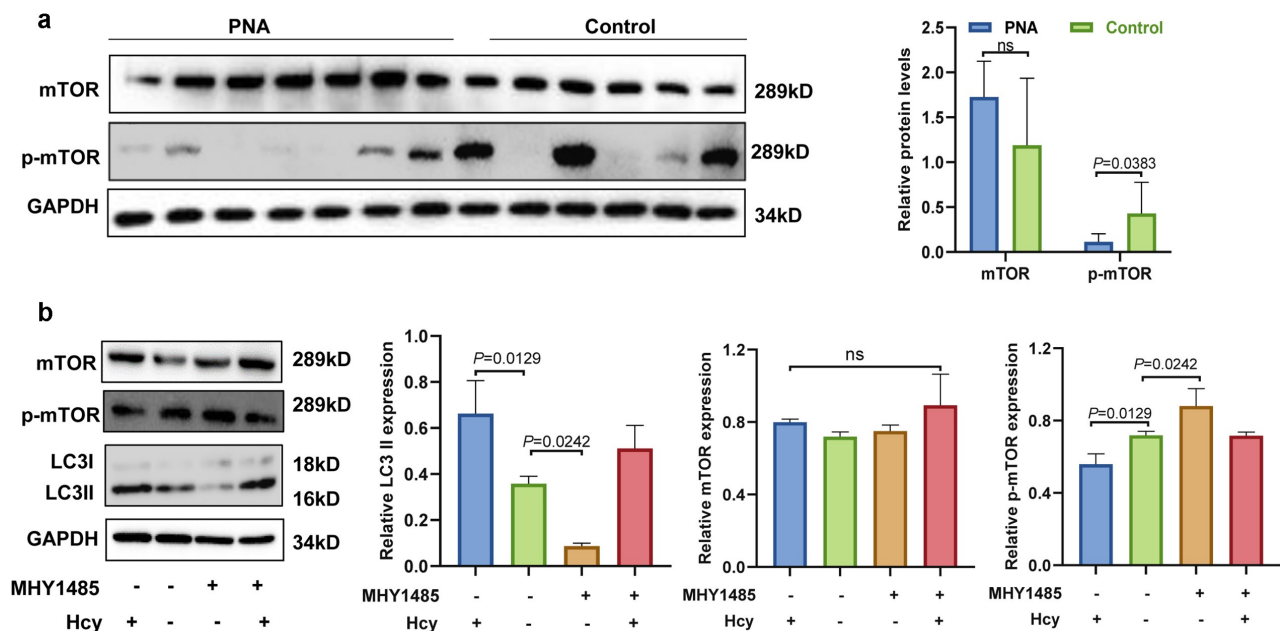 a
PNA
Control
mTOR
289kD
p-mTOR
289kD
GAPDH
34kD
PNA
Control
Relative protein levels
2.5
2.0
1.5
1.0
0.5
0.0
ns
P=0.0383
mTOR
p-mTOR
b
mTOR
289kD
p-mTOR
289kD
LC3I
18kD
LC3II
16kD
GAPDH
34kD
MHY1485 - - + +
Hcy + - - +
Relative LC3 II expression
1.0
0.8
0.6
0.4
0.2
0.0
P=0.0129
P=0.0242
MHY1485 - - + +
Hcy + - - +
Relative mTOR expression
1.2
0.8
0.4
0.0
ns
MHY1485 - - + +
Hcy + - - +
Relative p-mTOR expression
1.2
0.8
0.4
0.0
P=0.0129
P=0.0242
MHY1485 - - + +
Hcy + - - +